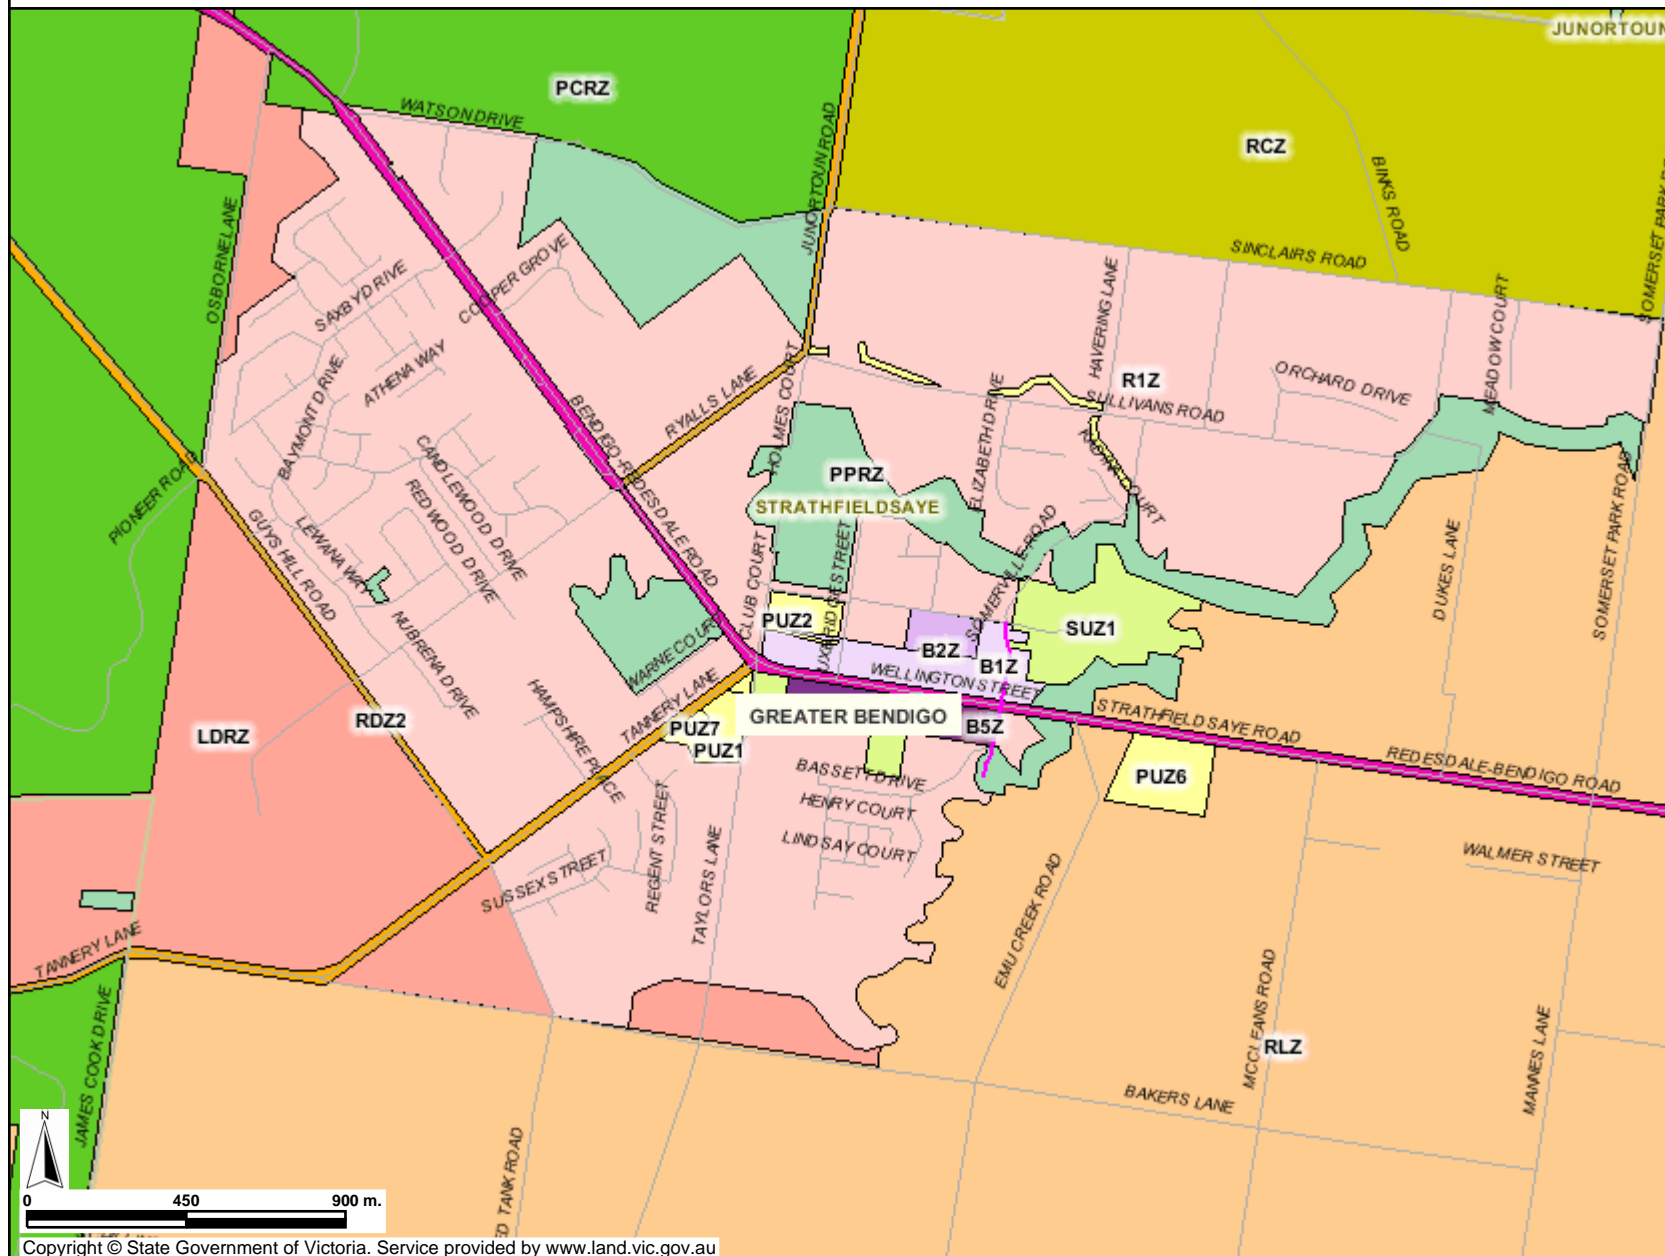 JUNORTOUN
PCRZ
WATSON DRIVE
JUNORTOUN ROAD
RCZ
BINKS ROAD
SOMERSET PARK
OSBORNE LANE
SINCLAIRS ROAD
SAXBY DRIVE
COOPER GROVE
HAVERING LANE
MEADOW COURT
ATHENA WAY
BAYMONT DRIVE
RYALLS LANE
HOLMES COURT
R1Z
ORCHARD DRIVE
SULLIVANS ROAD
ELIZABETH DRIVE
BENDIGO-REDESDALE ROAD
CANDLEWOOD DRIVE
REDWOOD DRIVE
PPRZ
STRATHFIELDSAYE
COURT
PIONEER ROAD
GUYS HILL ROAD
LEWANA WAY
CLUB COURT
UXBRIDGE STREET
SOMERVILLE ROAD
DUKES LANE
SOMERSET PARK ROAD
NUBRENA DRIVE
WARNE COURT
PUZ2
B2Z
B1Z
SUZ1
WELLINGTON STREET
HAMPSHIRE PLACE
TANNERY LANE
LDRZ
RDZ2
PUZ7
PUZ1
GREATER BENDIGO
B5Z
STRATHFIELDSAYE ROAD
REDESDALE-BENDIGO ROAD
PUZ6
BASSETT DRIVE
HENRY COURT
LINDSAY COURT
REGENT STREET
SUSSEX STREET
TAYLORS LANE
WALMER STREET
EMU CREEK ROAD
TANNERY LANE
JAMES COOK DRIVE
MCCLEANS ROAD
RLZ
MANNES LANE
BAKERS LANE
ED TANK ROAD
N
0 450 900 m.
Copyright © State Government of Victoria. Service provided by www.land.vic.gov.au